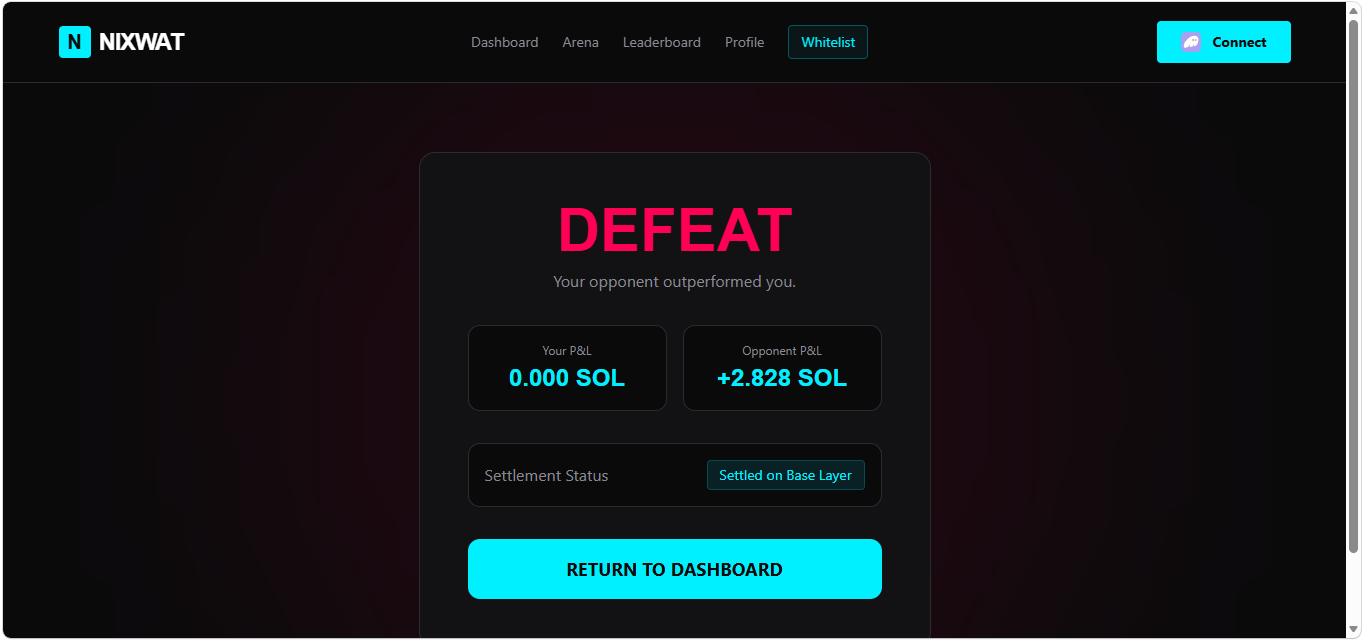 N NIXWAT
Dashboard Arena Leaderboard Profile Whitelist
Connect
DEFEAT
Your opponent outperformed you.
Your P&L
0.000 SOL
Opponent P&L
+2.828 SOL
Settlement Status
Settled on Base Layer
RETURN TO DASHBOARD